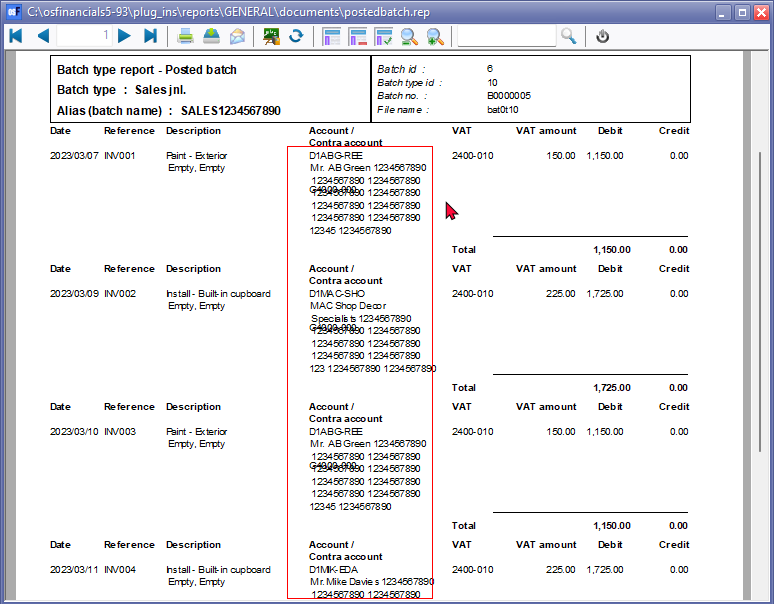 C:\osfinancials5-93\plug_ins\reports\GENERAL\documents\postedbatch.rep
1
Batch type report - Posted batch
Batch type : Sales jnl.
Alias (batch name) : SALES1234567890
Batch id : 6
Batch type id : 10
Batch no. : B0000005
File name : bat0t10
Date Reference Description Account / VAT VAT amount Debit Credit
Contra account
2023/03/07 INV001 Paint - Exterior D1ABG-REE 2400-010 150.00 1,150.00 0.00
Empty, Empty Mr. AB Green 1234567890
1234567890 1234567890
G4000-000
1234567890 1234567890
1234567890 1234567890
1234567890 1234567890
12345 1234567890
Total 1,150.00 0.00
Date Reference Description Account / VAT VAT amount Debit Credit
Contra account
2023/03/09 INV002 Install - Built-in cupboard D1MAC-SHO 2400-010 225.00 1,725.00 0.00
Empty, Empty MAC Shop Decor
Specialists 1234567890
G4000-000
1234567890 1234567890
1234567890 1234567890
1234567890 1234567890
123 1234567890 1234567890
Total 1,725.00 0.00
Date Reference Description Account / VAT VAT amount Debit Credit
Contra account
2023/03/10 INV003 Paint - Exterior D1ABG-REE 2400-010 150.00 1,150.00 0.00
Empty, Empty Mr. AB Green 1234567890
1234567890 1234567890
G4000-000
1234567890 1234567890
1234567890 1234567890
1234567890 1234567890
12345 1234567890
Total 1,150.00 0.00
Date Reference Description Account / VAT VAT amount Debit Credit
Contra account
2023/03/11 INV004 Install - Built-in cupboard D1MIK-EDA 2400-010 225.00 1,725.00 0.00
Empty, Empty Mr. Mike Davies 1234567890
1234567890 1234567890